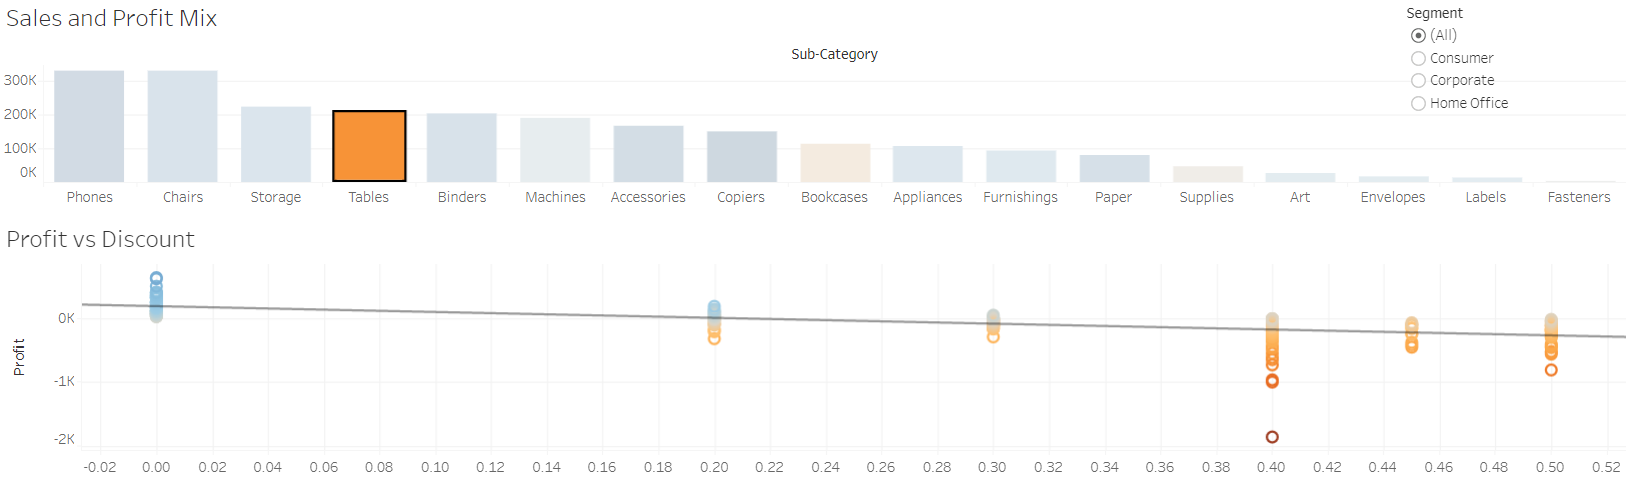 Sales and Profit Mix
Segment
(All)
Consumer
Corporate
Home Office
Sub-Category
300K
200K
100K
0K
Phones Chairs Storage Tables Binders Machines Accessories Copiers Bookcases Appliances Furnishings Paper Supplies Art Envelopes Labels Fasteners
Profit vs Discount
Profit
0K
-1K
-2K
-0.02 0.00 0.02 0.04 0.06 0.08 0.10 0.12 0.14 0.16 0.18 0.20 0.22 0.24 0.26 0.28 0.30 0.32 0.34 0.36 0.38 0.40 0.42 0.44 0.46 0.48 0.50 0.52